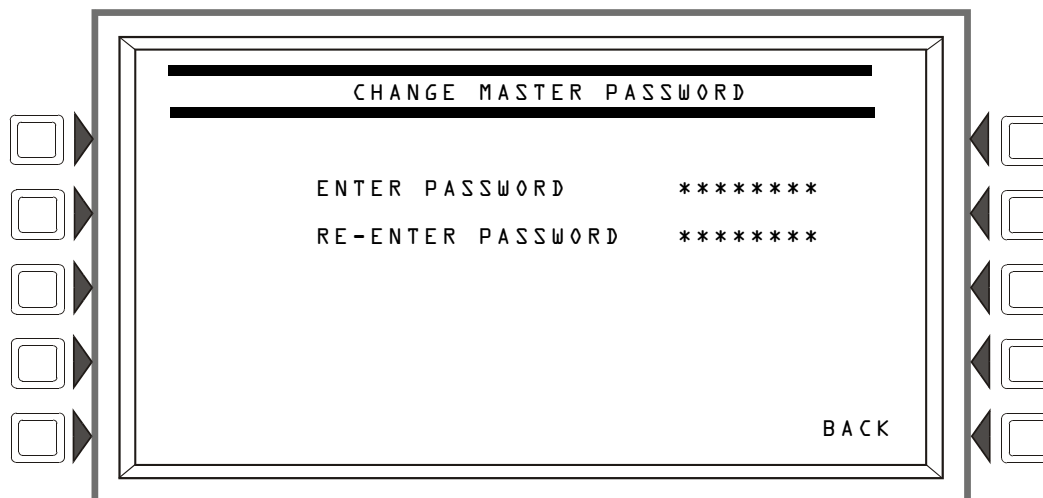 CHANGE MASTER PASSWORD
ENTER PASSWORD ********
RE-ENTER PASSWORD ********
BACK